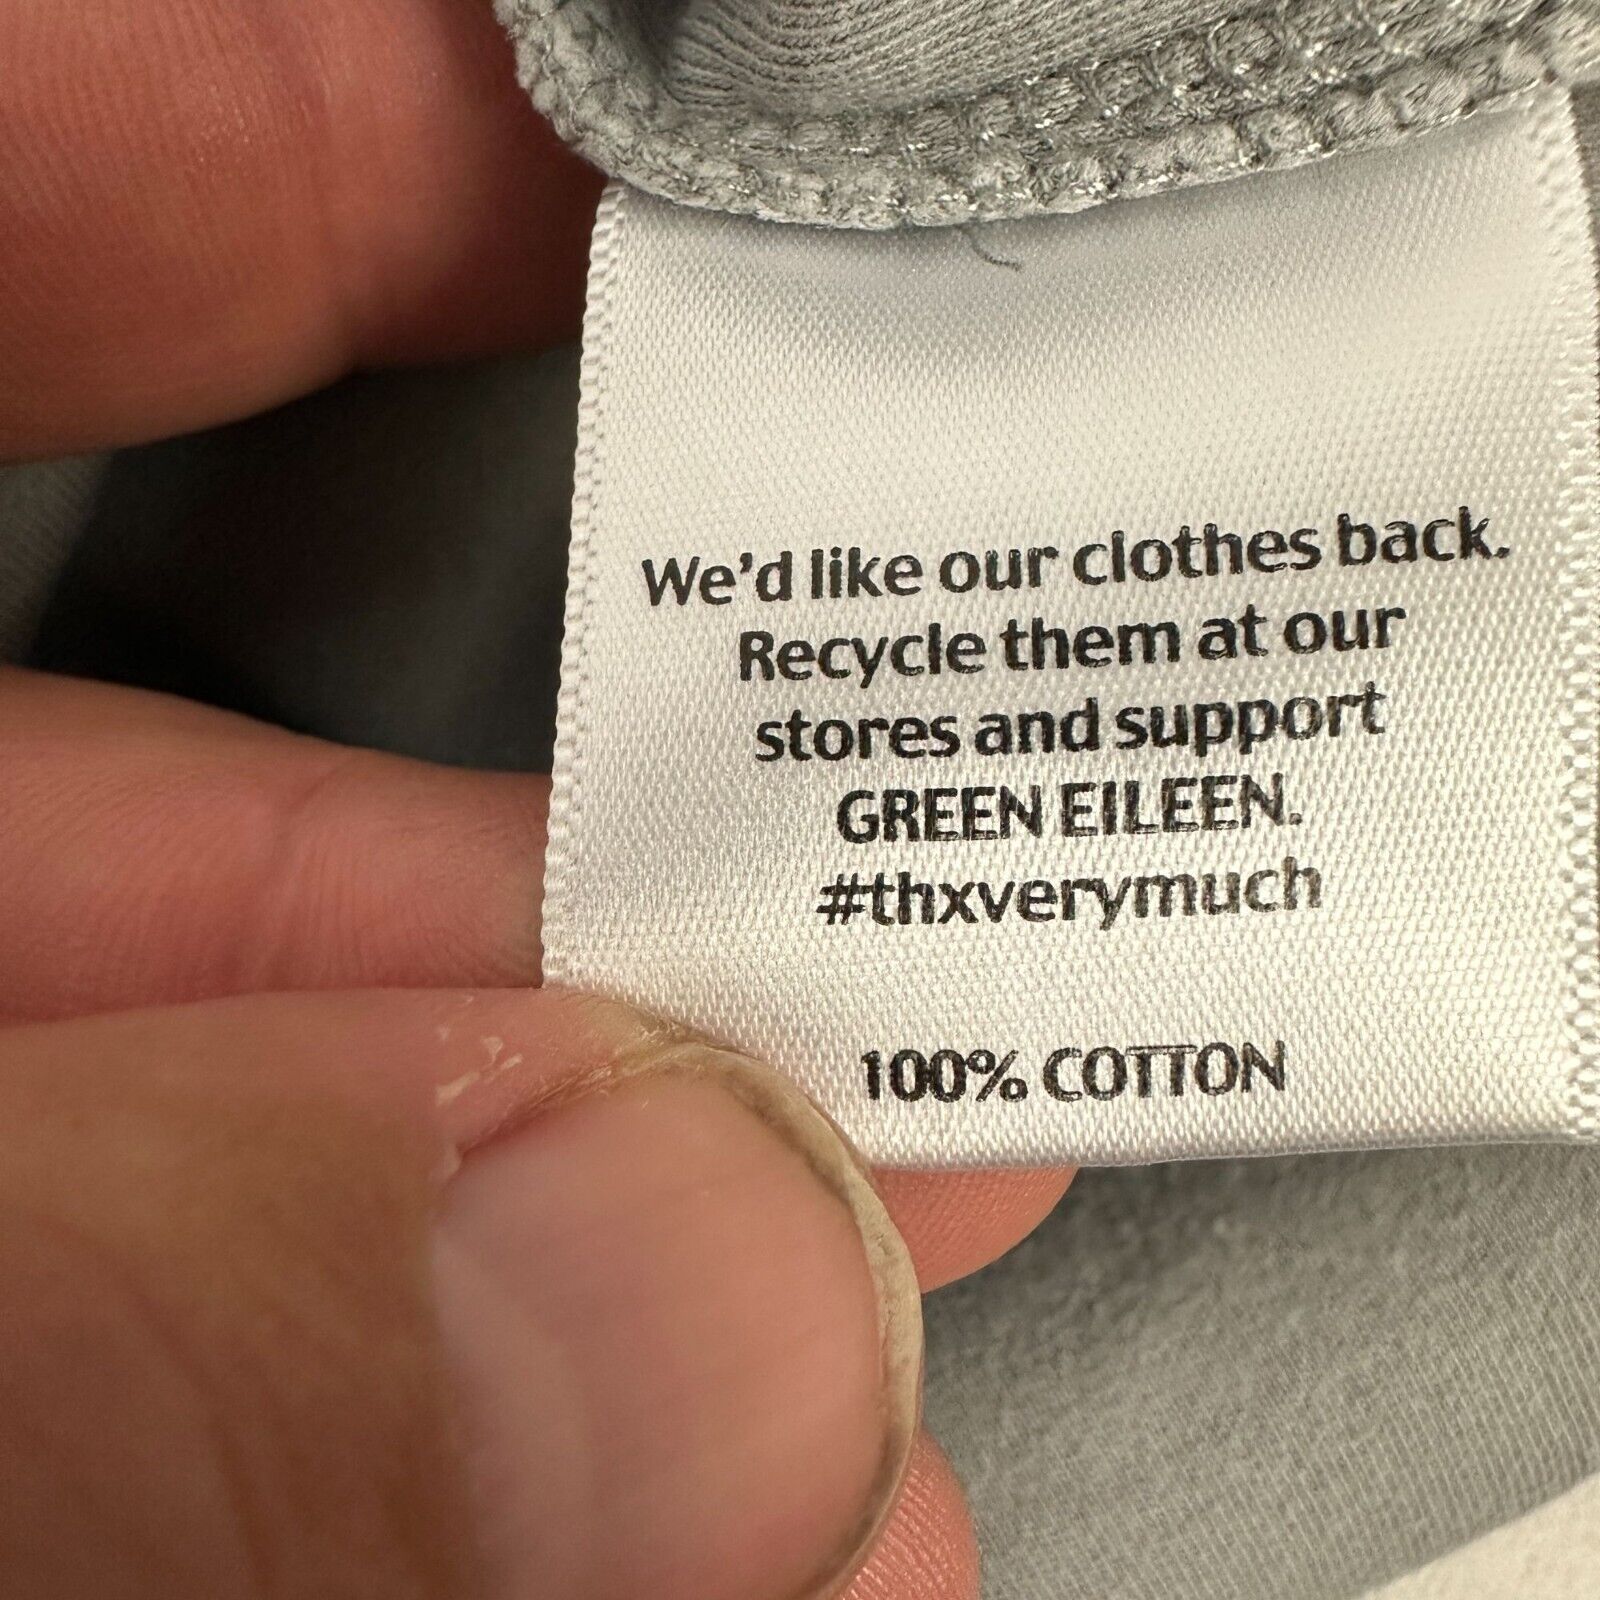 We'd like our clothes back.
Recycle them at our
stores and support
GREEN EILEEN.
#thxverymuch
100% COTTON